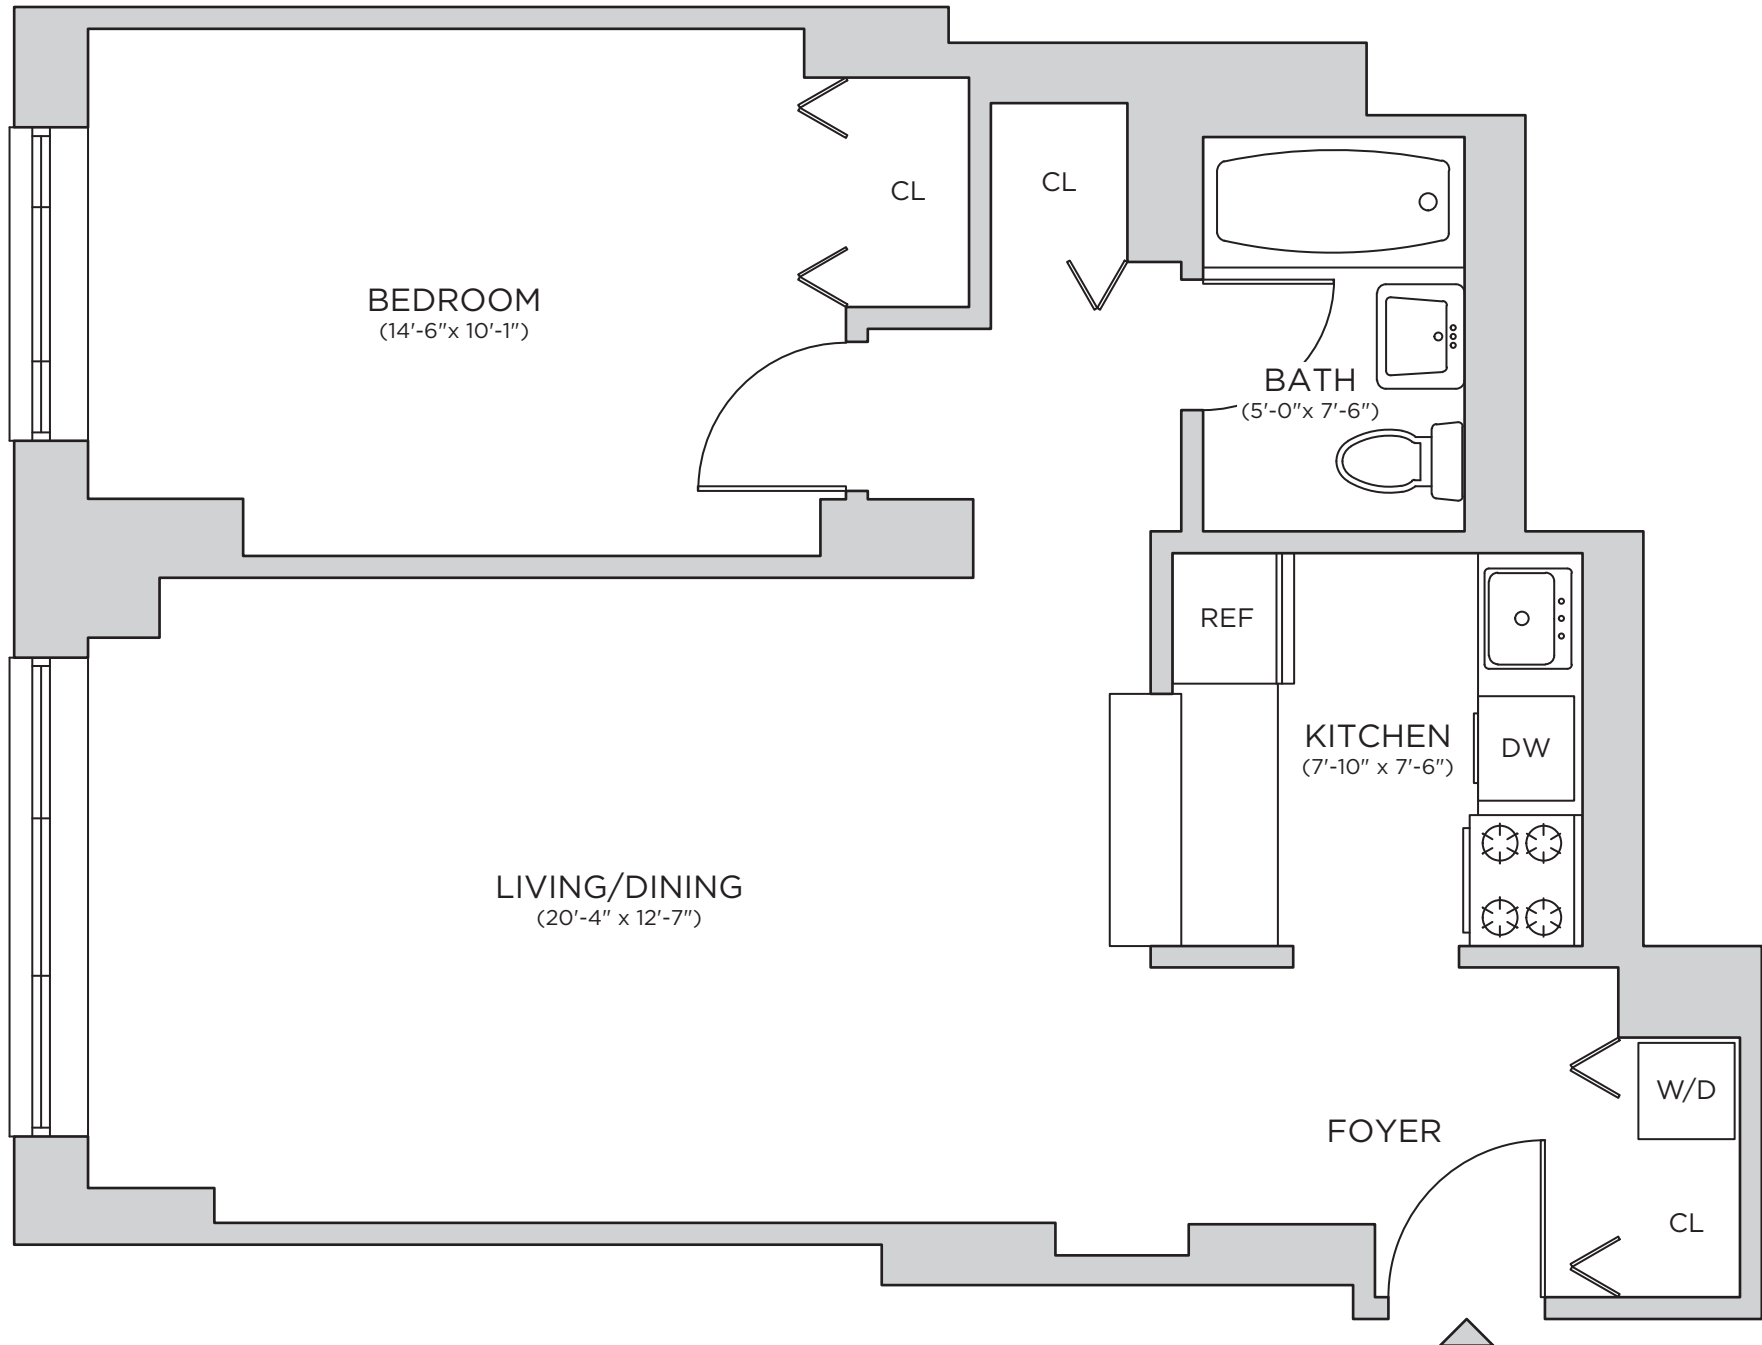 CL
CL
BEDROOM
(14'-6"x 10'-1")
BATH
(5'-0"x 7'-6")
REF
KITCHEN
(7'-10" x 7'-6")
DW
LIVING/DINING
(20'-4" x 12'-7")
W/D
FOYER
CL